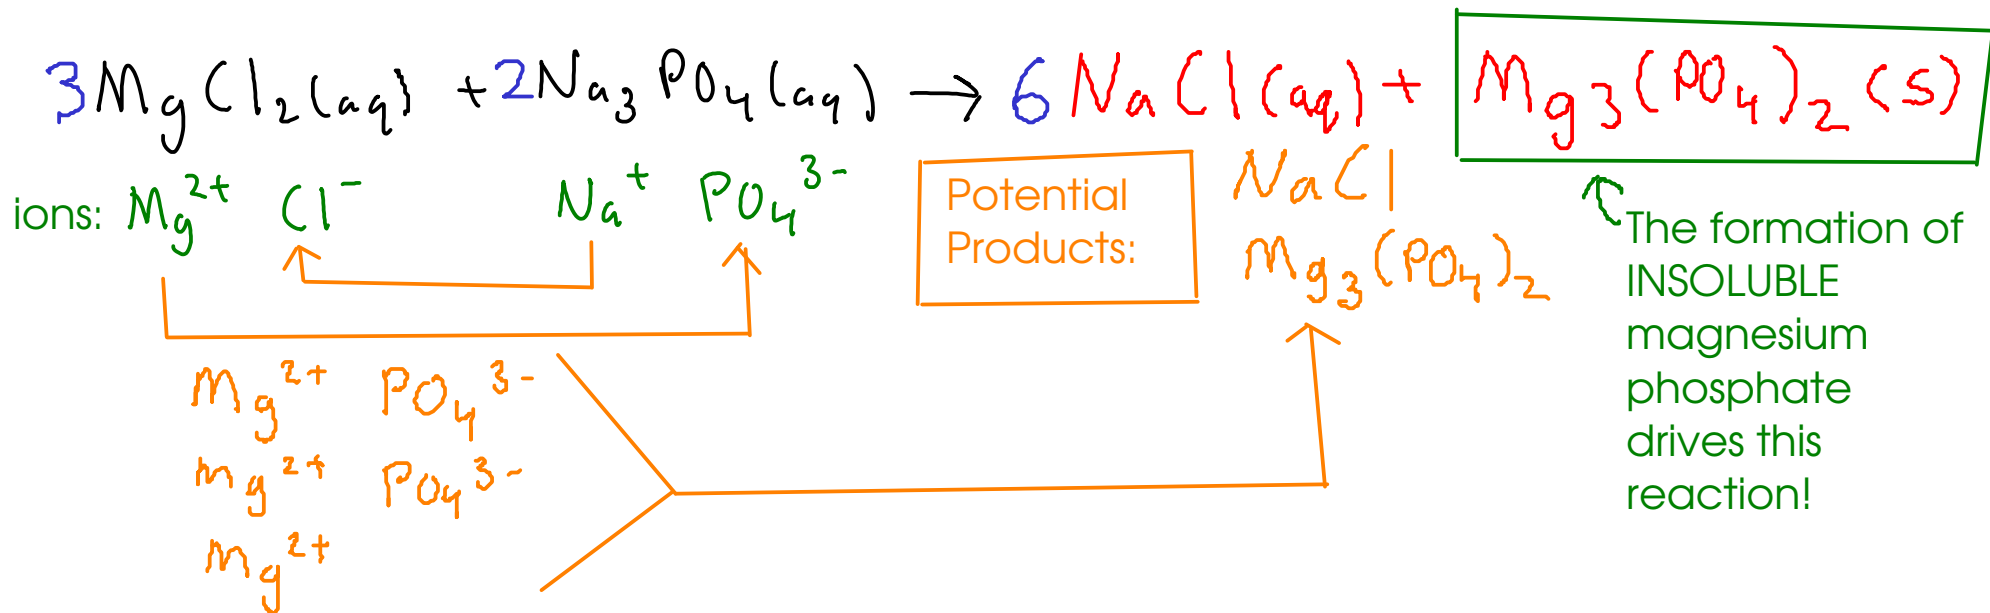 3MgCl₂(aq) + 2Na₃PO₄(aq) → 6NaCl(aq) + Mg₃(PO₄)₂(s)
ions: Mg²⁺ Cl⁻ Na⁺ PO₄³⁻
Potential
Products:
NaCl
Mg₃(PO₄)₂
The formation of
INSOLUBLE
magnesium
phosphate
drives this
reaction!
Mg²⁺ PO₄³⁻
Mg²⁺ PO₄³⁻
Mg²⁺